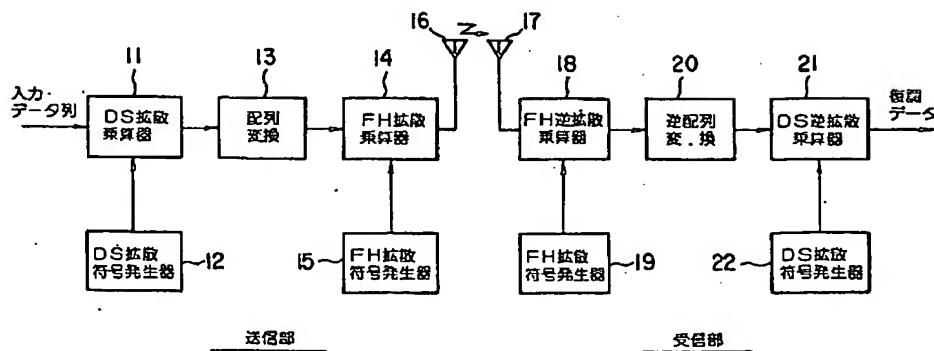 16
17
11
13
14
18
20
21
入力
データ列
DS拡散
乗算器
配列
変換
FH拡散
乗算器
FH逆拡散
乗算器
逆配列
変.換
DS逆拡散
乗算器
復調
データ
DS拡散
符号発生器
12
15
FH拡散
符号発生器
FH拡散
符号発生器
19
22
DS拡散
符号発生器
送信部
受信部